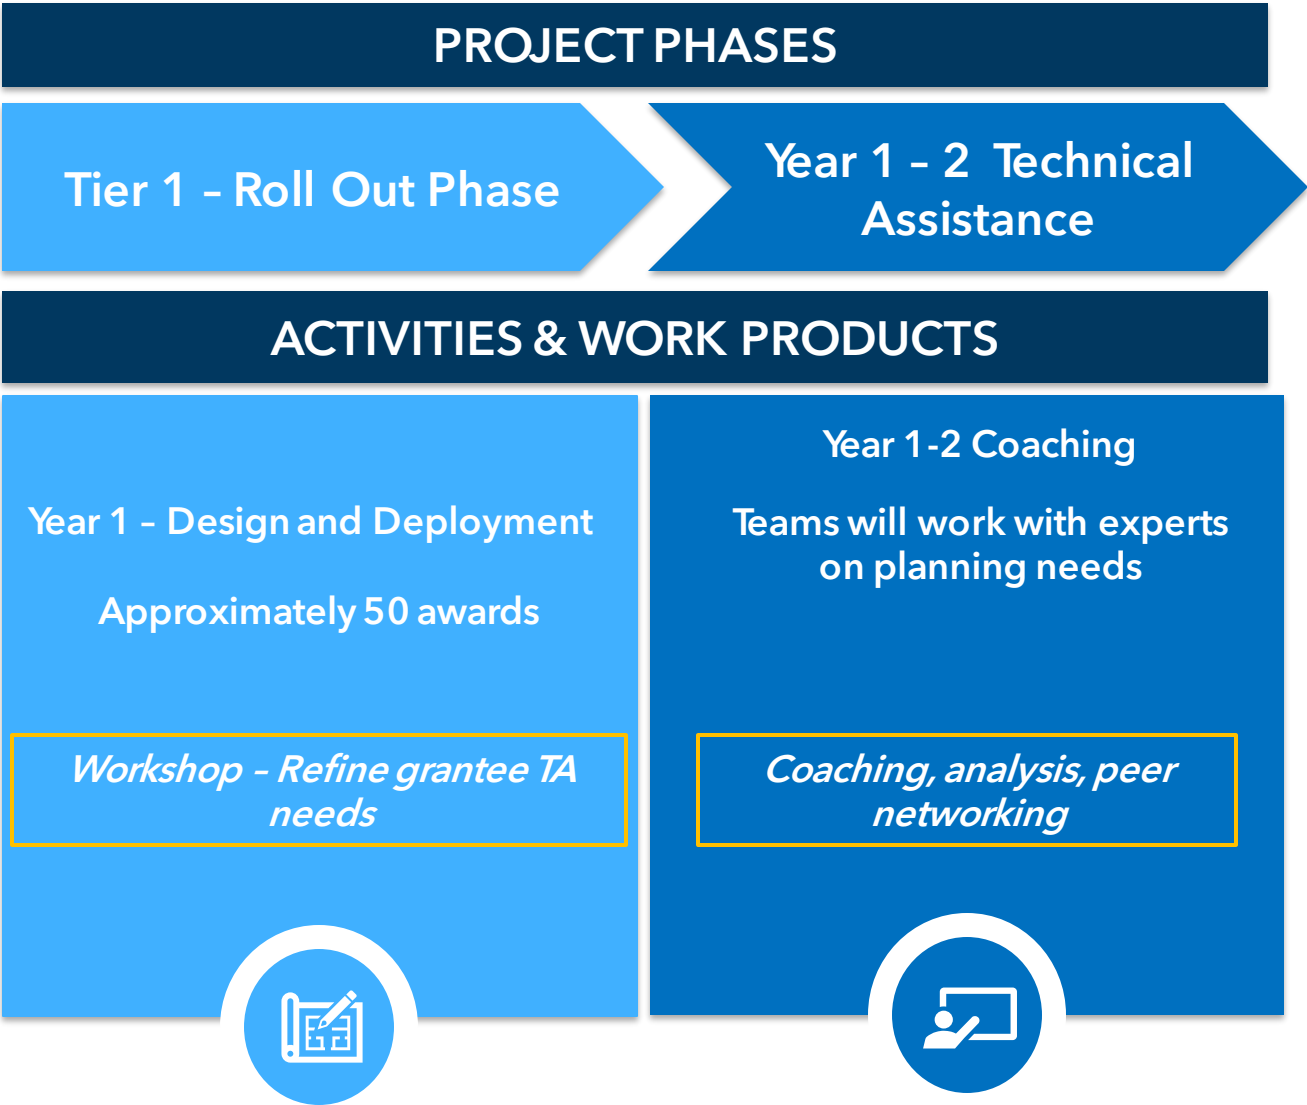 PROJECT PHASES
Tier 1 – Roll Out Phase
Year 1 – 2 Technical
Assistance
ACTIVITIES & WORK PRODUCTS
Year 1 – Design and Deployment
Approximately 50 awards
Workshop – Refine grantee TA
needs
Year 1-2 Coaching
Teams will work with experts
on planning needs
Coaching, analysis, peer
networking